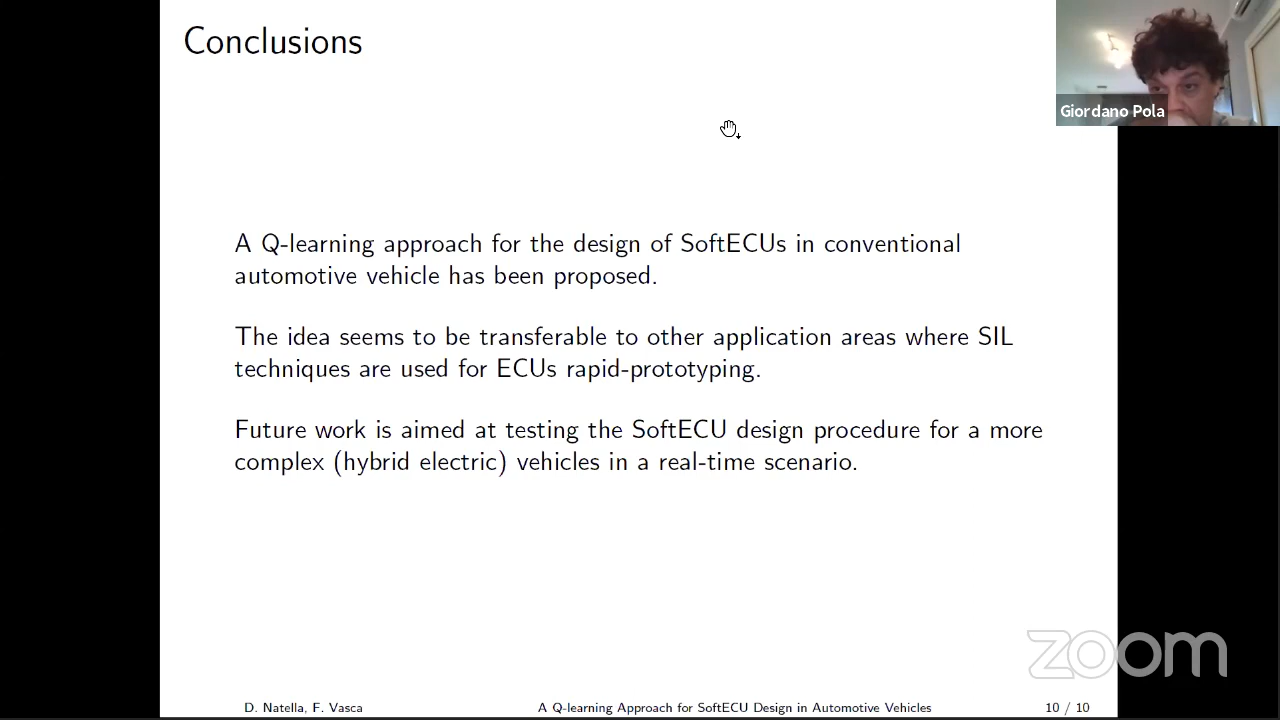 Conclusions
Giordano Pola
A Q-learning approach for the design of SoftECUs in conventional
automotive vehicle has been proposed.
The idea seems to be transferable to other application areas where SIL
techniques are used for ECUs rapid-prototyping.
Future work is aimed at testing the SoftECU design procedure for a more
complex (hybrid electric) vehicles in a real-time scenario.
zoom
D. Natella, F. Vasca A Q-learning Approach for SoftECU Design in Automotive Vehicles 10 / 10